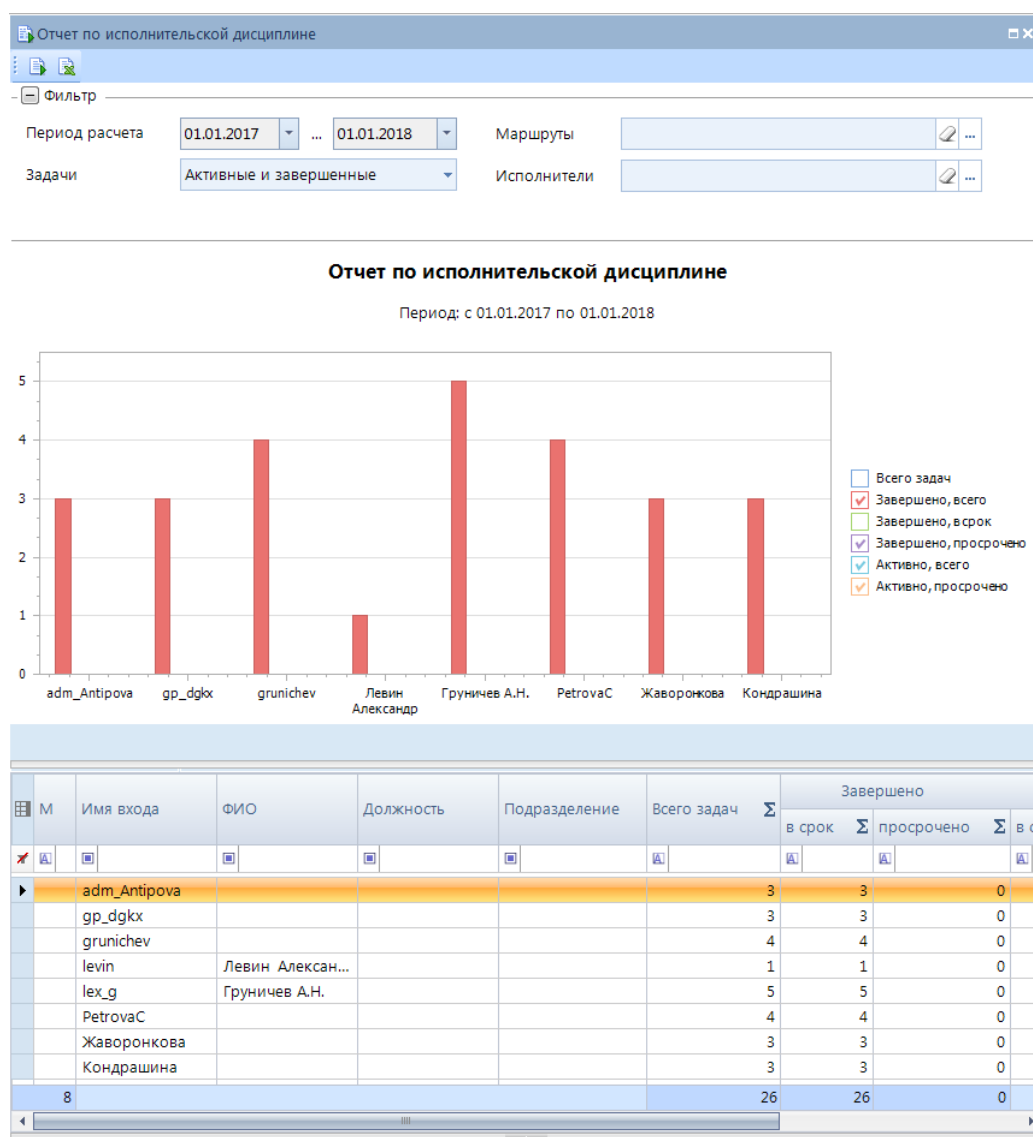 Отчет по исполнительской дисциплине
Фильтр
Период расчета 01.01.2017 ... 01.01.2018 Маршруты ...
Задачи Активные и завершенные Исполнители ...
Отчет по исполнительской дисциплине
Период: с 01.01.2017 по 01.01.2018
5
4
3
2
1
0
adm_Antipova gp_dgkx grunichev Левин Александр Груничев А.Н. PetrovaC Жаворонкова Кондрашина
Всего задач
Завершено, всего
Завершено, в срок
Завершено, просрочено
Активно, всего
Активно, просрочено
М Имя входа ФИО Должность Подразделение Всего задач Σ Завершено
в срок Σ просрочено Σ в с
adm_Antipova 3 3 0
gp_dgkx 3 3 0
grunichev 4 4 0
levin Левин Алексан... 1 1 0
lex_g Груничев А.Н. 5 5 0
PetrovaC 4 4 0
Жаворонкова 3 3 0
Кондрашина 3 3 0
8 26 26 0